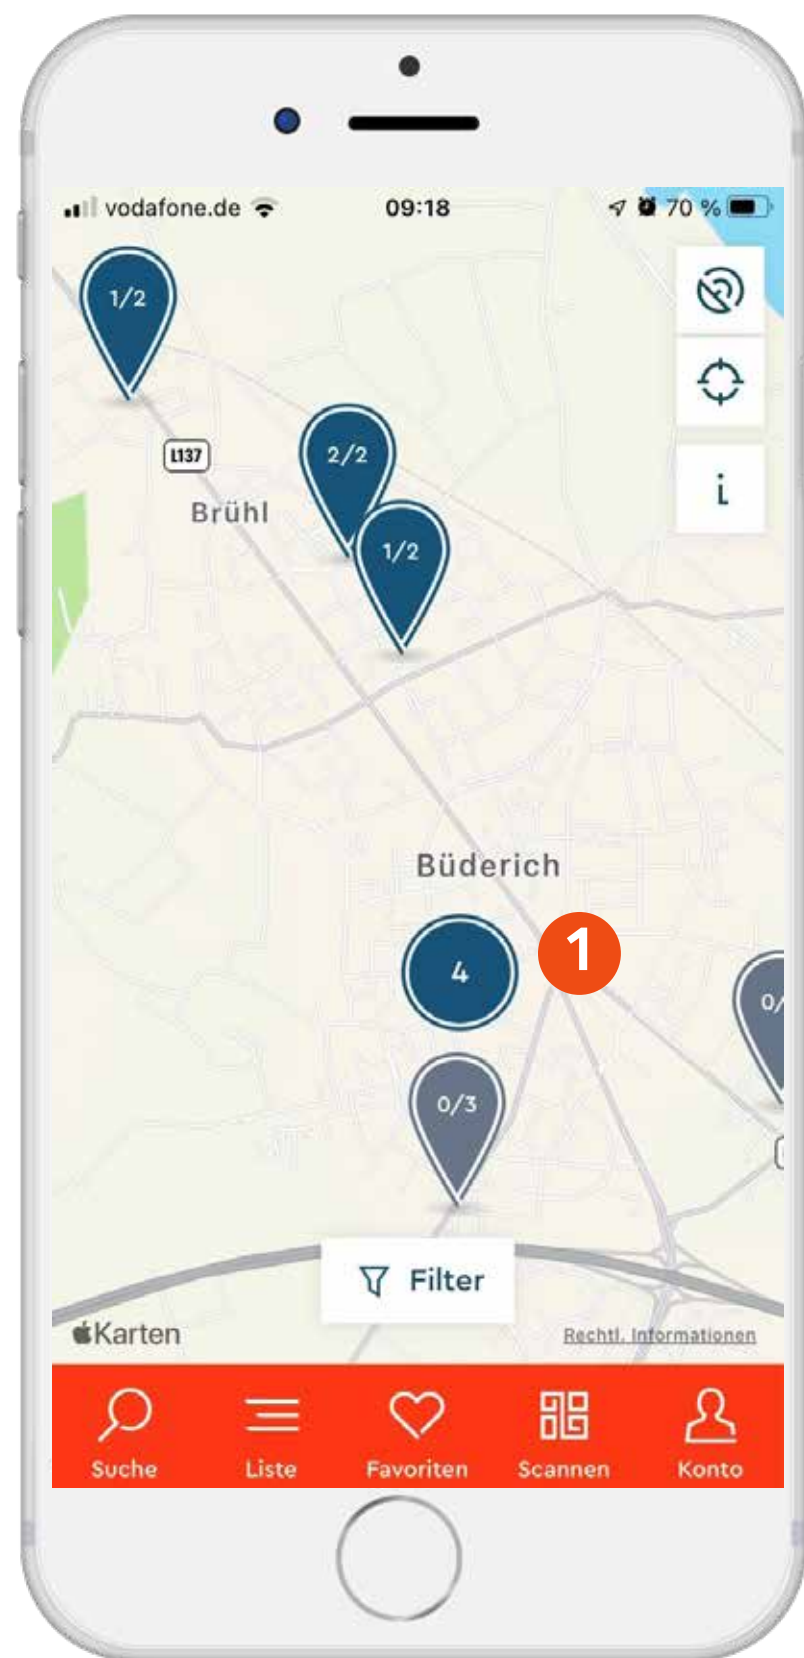 vodafone.de
09:18
70 %
1/2
2/2
L137
Brühl
1/2
i
Büderich
4
1
0/
0/3
Filter
Karten
Rechtl. Informationen
Suche
Liste
Favoriten
Scannen
Konto